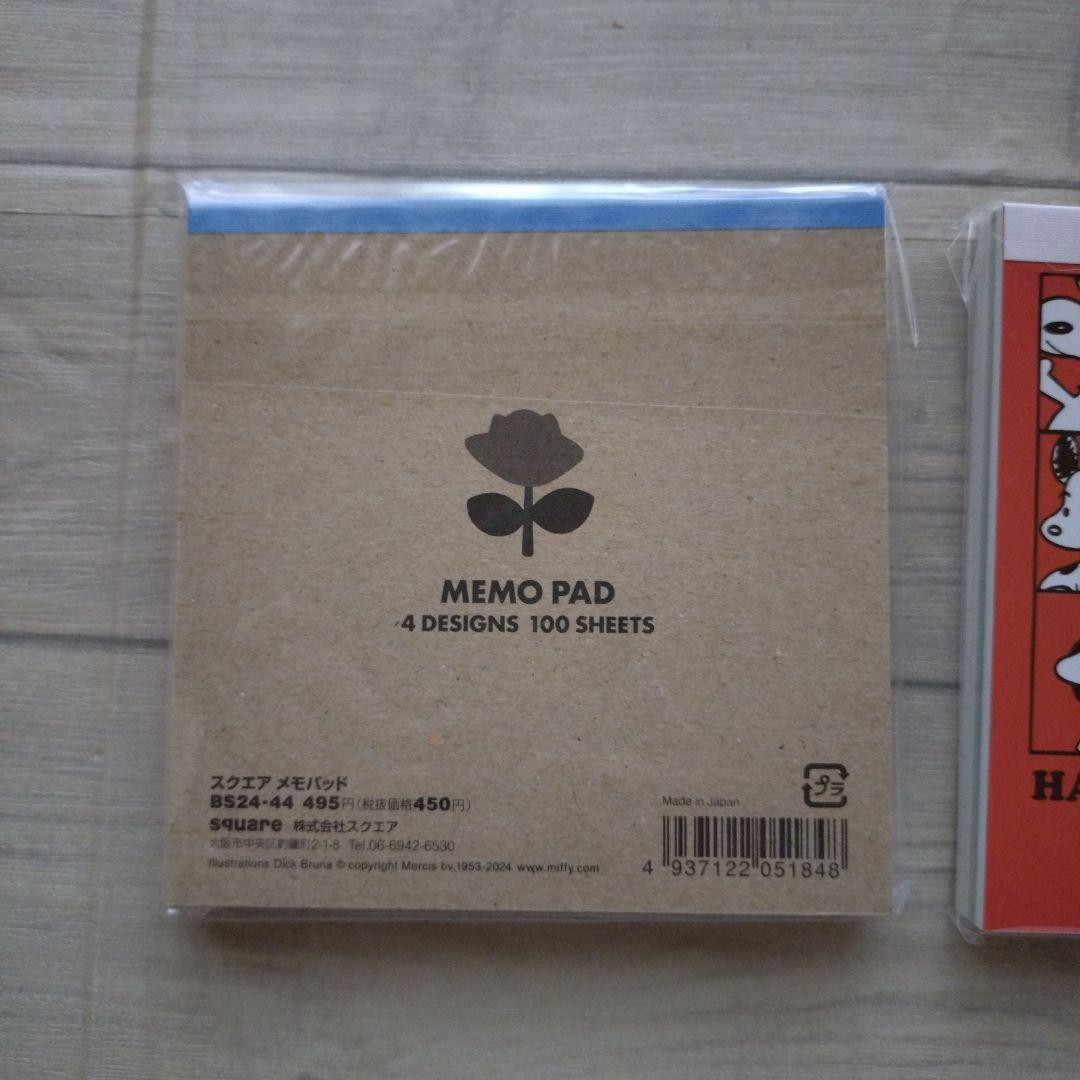 MEMO PAD
4 DESIGNS 100 SHEETS
スクエア メモパッド
BS24-44 495円(税抜価格450円)
square 株式会社スクエア
大阪市中央区釣鐘町2-1-8 Tel.06-6942-6530
Illustrations Dick Bruna © copyright Mercis bv,1953-2024 www.miffy.com
プラ
Made in Japan
4 937122 051848
HA